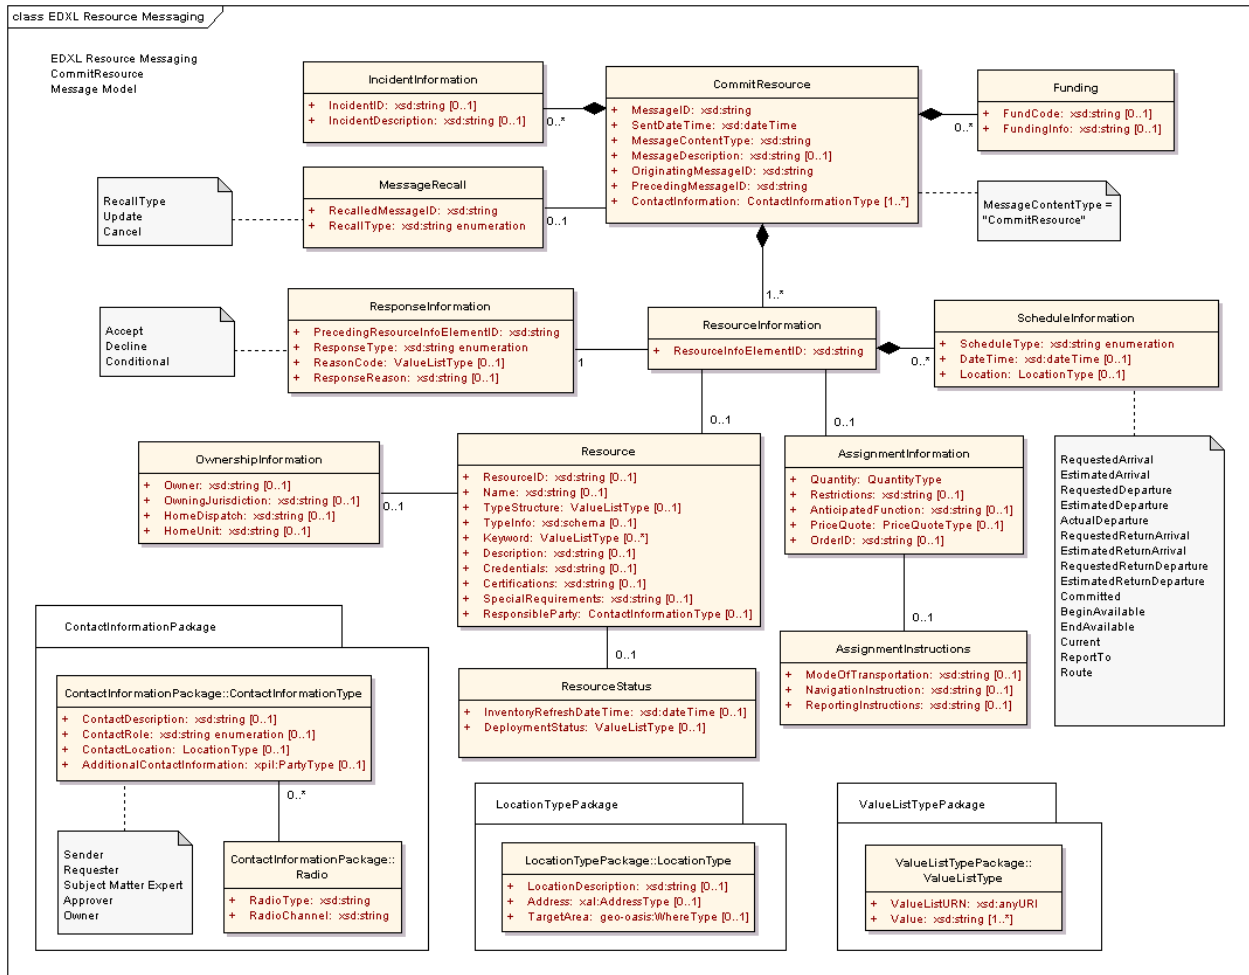 class EDXL Resource Messaging
EDXL Resource Messaging
CommitResource
Message Model
IncidentInformation
+ IncidentID: xsd:string [0..1]
+ IncidentDescription: xsd:string [0..1]
0..*
CommitResource
+ MessageID: xsd:string
+ SentDateTime: xsd:dateTime
+ MessageContentType: xsd:string
+ MessageDescription: xsd:string [0..1]
+ OriginatingMessageID: xsd:string
+ PrecedingMessageID: xsd:string
+ ContactInformation: ContactInformationType [1..*]
Funding
+ FundCode: xsd:string [0..1]
+ FundingInfo: xsd:string [0..1]
0..*
RecallType
Update
Cancel
MessageRecall
+ RecalledMessageID: xsd:string
+ RecallType: xsd:string enumeration
0..1
MessageContentType =
"CommitResource"
1..*
Accept
Decline
Conditional
ResponseInformation
+ PrecedingResourceInfoElementID: xsd:string
+ ResponseType: xsd:string enumeration
+ ReasonCode: ValueListType [0..1]
+ ResponseReason: xsd:string [0..1]
1
ResourceInformation
+ ResourceInfoElementID: xsd:string
0..*
ScheduleInformation
+ ScheduleType: xsd:string enumeration
+ DateTime: xsd:dateTime [0..1]
+ Location: LocationType [0..1]
0..1
0..1
OwnershipInformation
+ Owner: xsd:string [0..1]
+ OwningJurisdiction: xsd:string [0..1]
+ HomeDispatch: xsd:string [0..1]
+ HomeUnit: xsd:string [0..1]
0..1
Resource
+ ResourceID: xsd:string [0..1]
+ Name: xsd:string [0..1]
+ TypeStructure: ValueListType [0..1]
+ TypeInfo: xsd:schema
+ Keyword: ValueListType [0..*]
+ Description: xsd:string [0..1]
+ Credentials: xsd:string [0..1]
+ Certifications: xsd:string [0..1]
+ SpecialRequirements: xsd:string [0..1]
+ ResponsibleParty: ContactInformationType [0..1]
AssignmentInformation
+ Quantity: QuantityType
+ Restrictions: xsd:string [0..1]
+ AnticipatedFunction: xsd:string [0..1]
+ PriceQuote: PriceQuoteType [0..1]
+ OrderID: xsd:string [0..1]
RequestedArrival
EstimatedArrival
RequestedDeparture
EstimatedDeparture
ActualDeparture
RequestedReturnArrival
EstimatedReturnArrival
RequestedReturnDeparture
EstimatedReturnDeparture
Committed
BeginAvailable
EndAvailable
Current
ReportTo
Route
0..1
0..1
AssignmentInstructions
+ ModeOfTransportation: xsd:string [0..1]
+ NavigationInstruction: xsd:string [0..1]
+ ReportingInstructions: xsd:string [0..1]
ResourceStatus
+ InventoryRefreshDateTime: xsd:dateTime [0..1]
+ DeploymentStatus: ValueListType [0..1]
ContactInformationPackage
ContactInformationPackage::ContactInformationType
+ ContactDescription: xsd:string [0..1]
+ ContactRole: xsd:string enumeration [0..1]
+ ContactLocation: LocationType [0..1]
+ AdditionalContactInformation: xpil:PartyType [0..1]
0..*
Sender
Requester
Subject Matter Expert
Approver
Owner
ContactInformationPackage::
Radio
+ RadioType: xsd:string
+ RadioChannel: xsd:string
LocationTypePackage
LocationTypePackage::LocationType
+ LocationDescription: xsd:string [0..1]
+ Address: xal:AddressType [0..1]
+ TargetArea: geo-oasis:WhereType [0..1]
ValueListTypePackage
ValueListTypePackage::
ValueListType
+ ValueListURN: xsd:anyURI
+ Value: xsd:string [1..*]